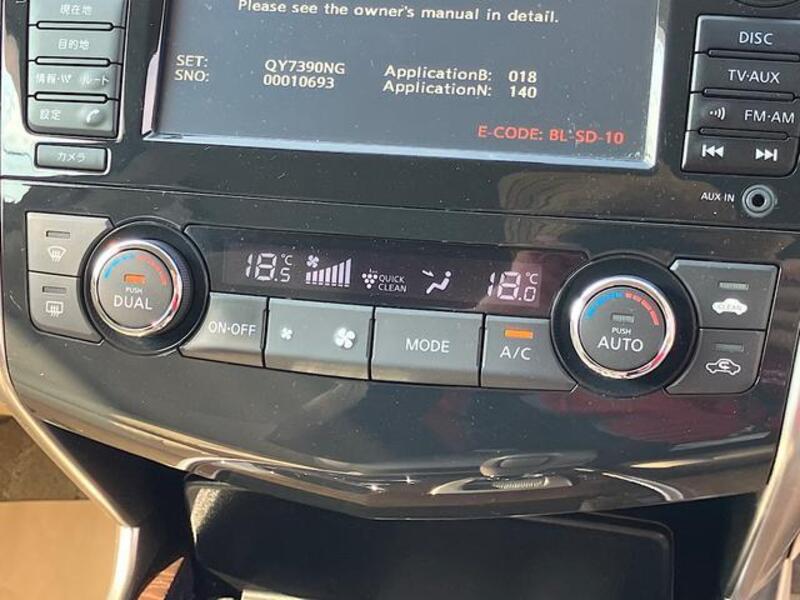 現在地
Please see the owner's manual in detail.
目的地
DISC
SET: QY7390NG ApplicationB: 018
SNO: 00010693 ApplicationN: 140
情報・VV ルート
TV·AUX
設定
FM·AM
E-CODE: BL-SD-10
カメラ
AUX IN
18.5°C
QUICK
CLEAN
18.0°C
PUSH
DUAL
ON·OFF
MODE
A/C
PUSH
AUTO
CLEAN